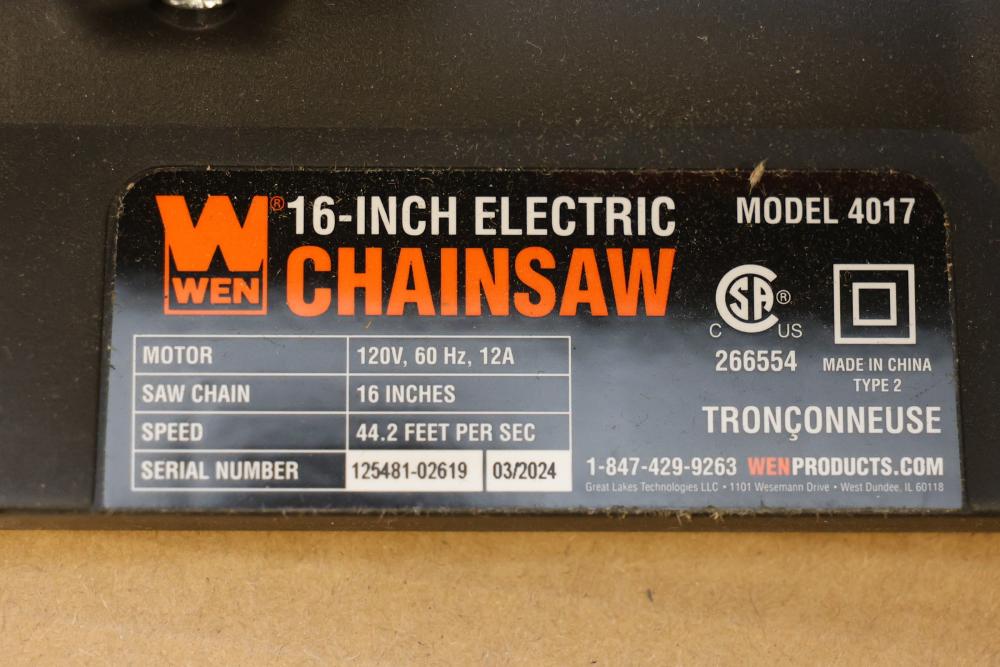 WEN®
16-INCH ELECTRIC
CHAINSAW
MODEL 4017
C SA® US
266554
MADE IN CHINA
TYPE 2
MOTOR 120V, 60 Hz, 12A
SAW CHAIN 16 INCHES
SPEED 44.2 FEET PER SEC
SERIAL NUMBER 125481-02619 03/2024
TRONÇONNEUSE
1-847-429-9263 WENPRODUCTS.COM
Great Lakes Technologies LLC • 1101 Wesemann Drive • West Dundee, IL 60118